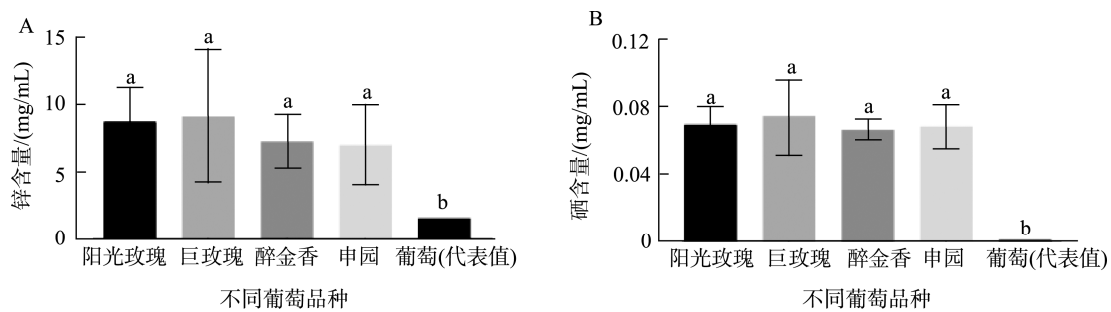 A
锌含量/(mg/mL)
15
10
5
0
a
a
a
a
b
阳光玫瑰 巨玫瑰 醉金香 申园 葡萄(代表值)
不同葡萄品种
B
硒含量/(mg/mL)
0.12
0.08
0.04
0
a
a
a
a
b
阳光玫瑰 巨玫瑰 醉金香 申园 葡萄(代表值)
不同葡萄品种